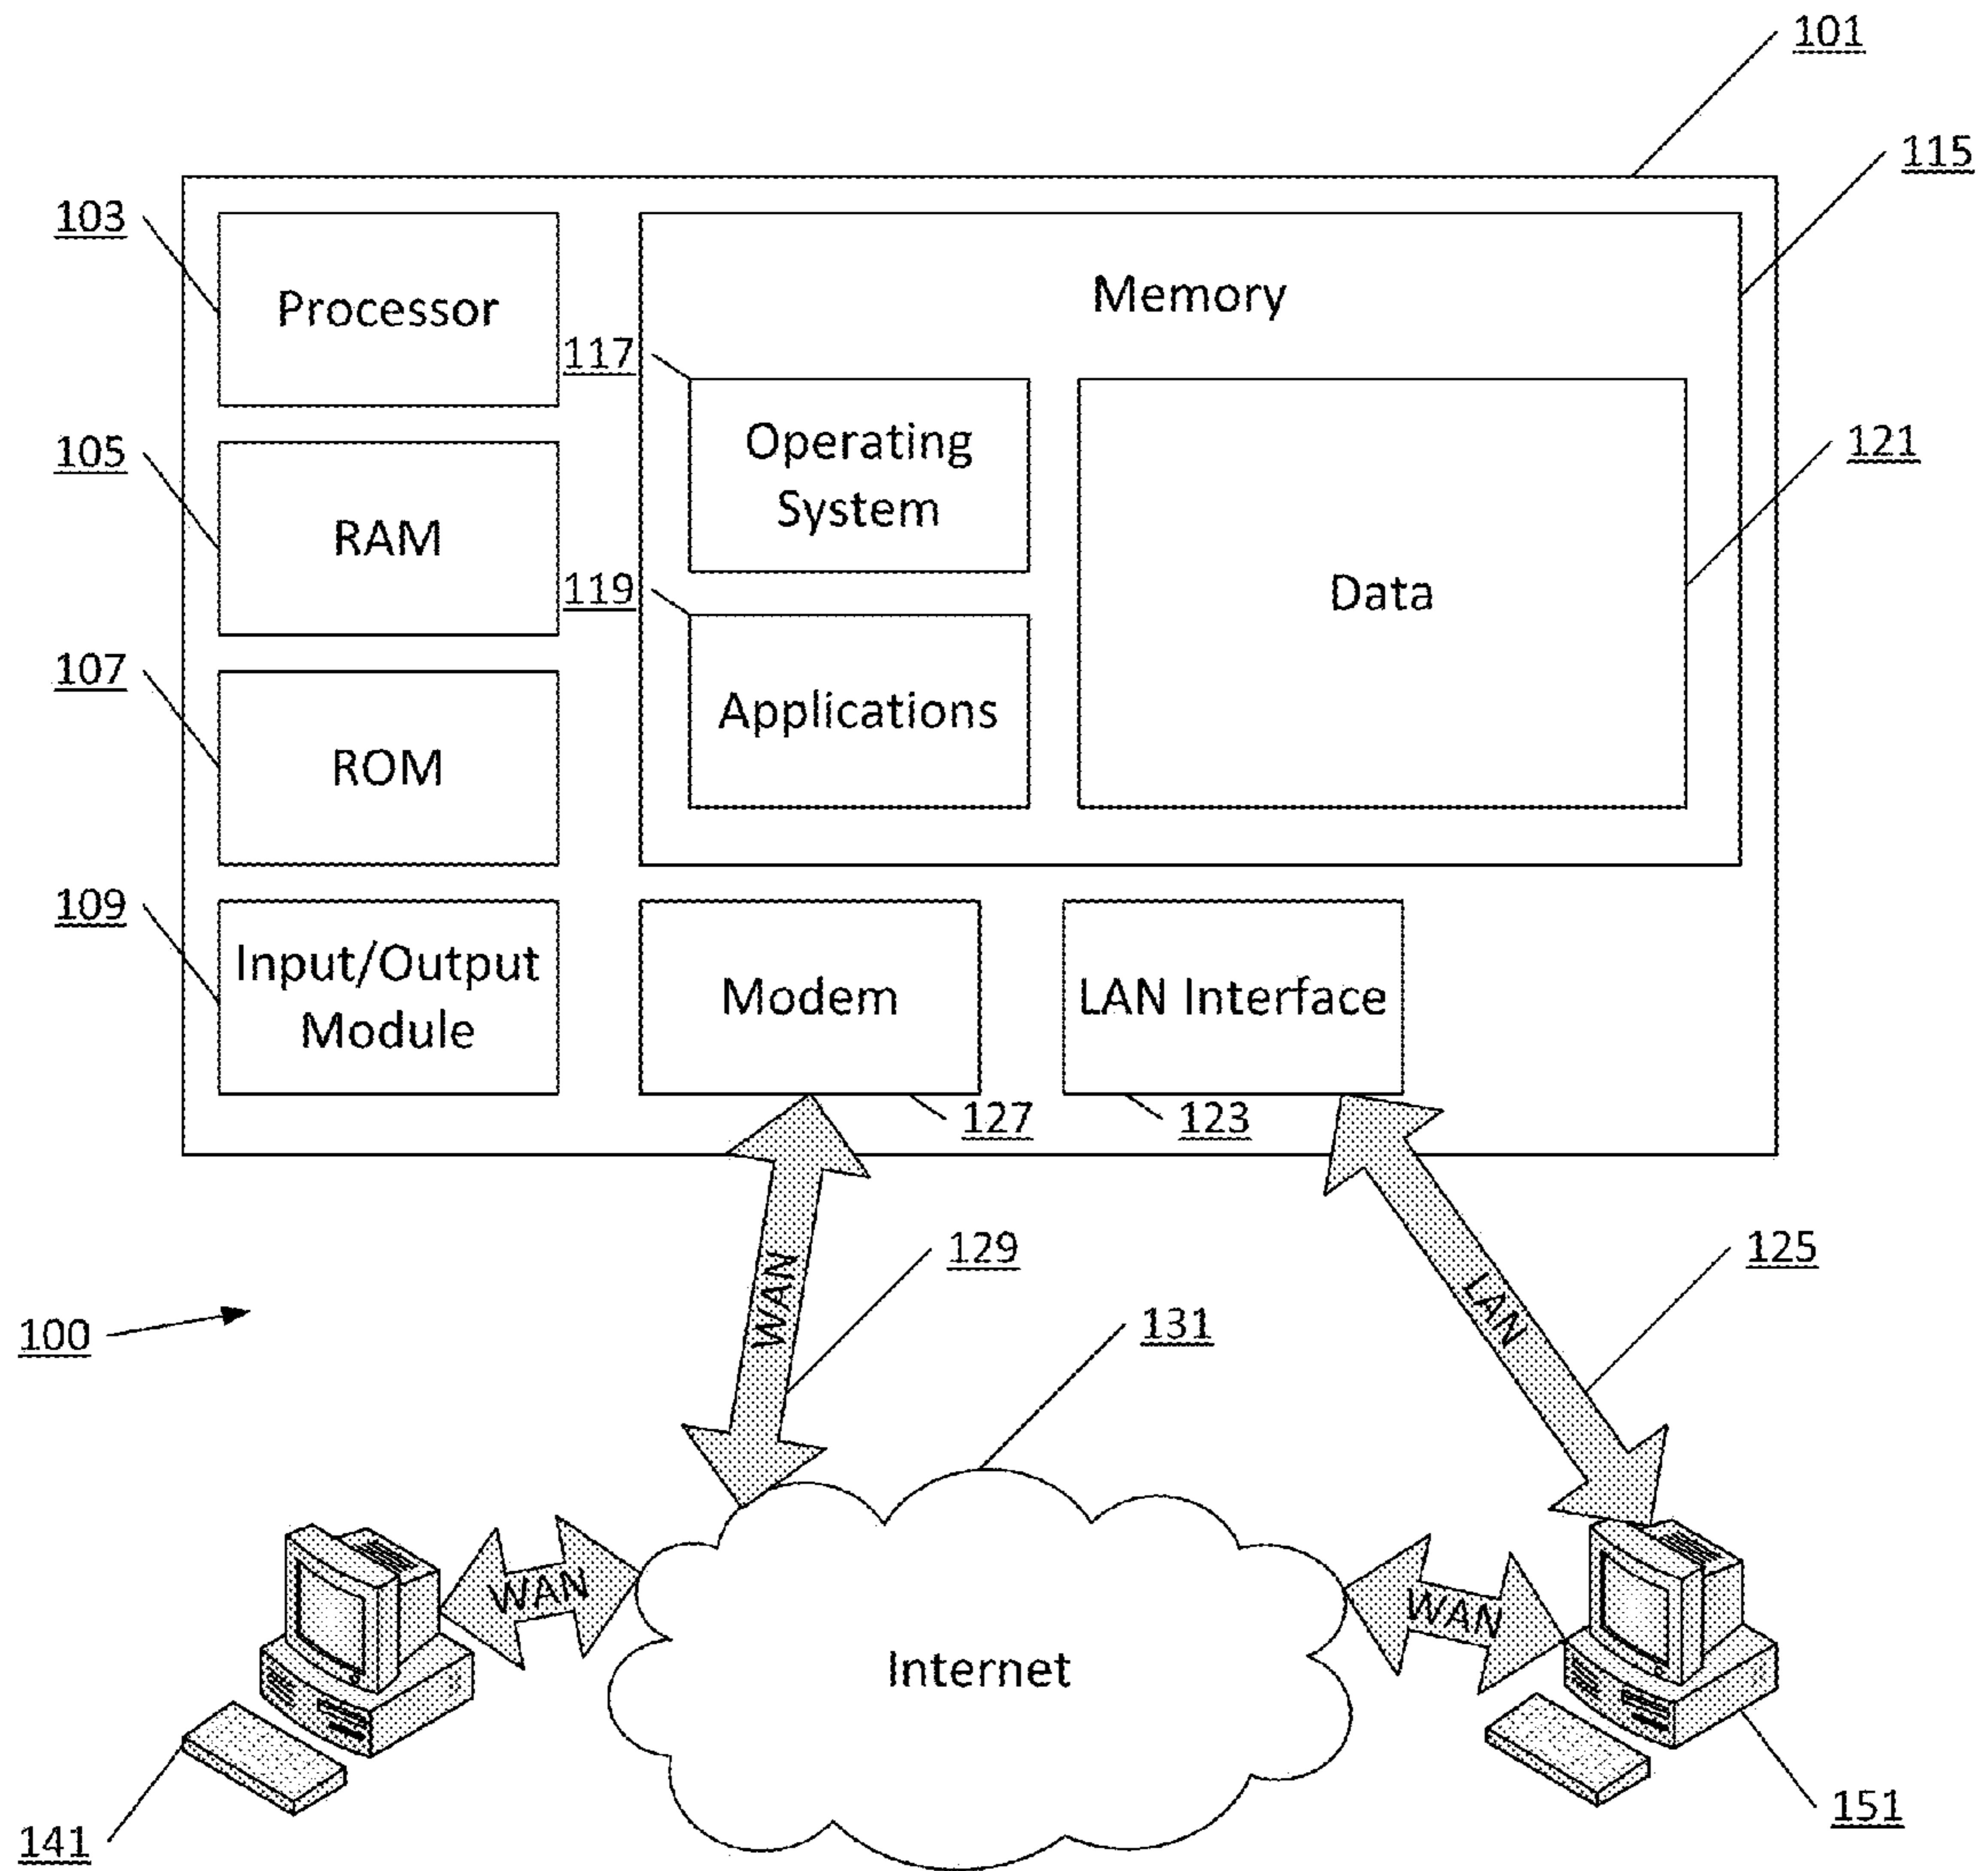 101
115
103
Processor
Memory
117
Operating
System
105
RAM
121
Data
119
Applications
107
ROM
109
Input/Output
Module
Modem
LAN Interface
127
123
WAN
129
LAN
125
100
131
WAN
WAN
Internet
141
151